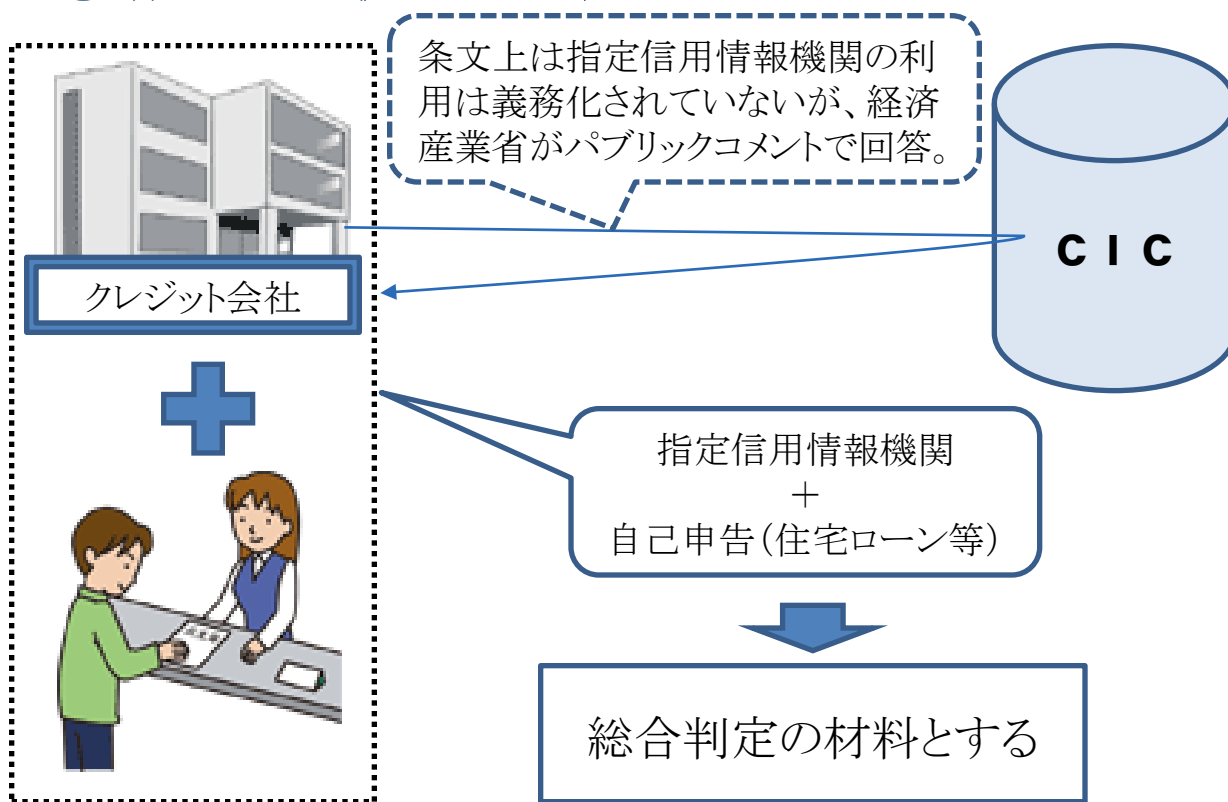 条文上は指定信用情報機関の利
用は義務化されていないが、経済
産業省がパブリックコメントで回答。
CIC
クレジット会社
指定信用情報機関
＋
自己申告(住宅ローン等)
総合判定の材料とする